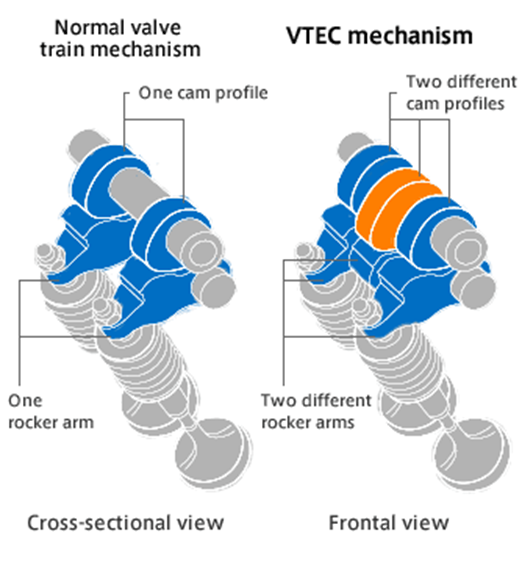 Normal valve
train mechanism
VTEC mechanism
One cam profile
Two different
cam profiles
One
rocker arm
Two different
rocker arms
Cross-sectional view
Frontal view